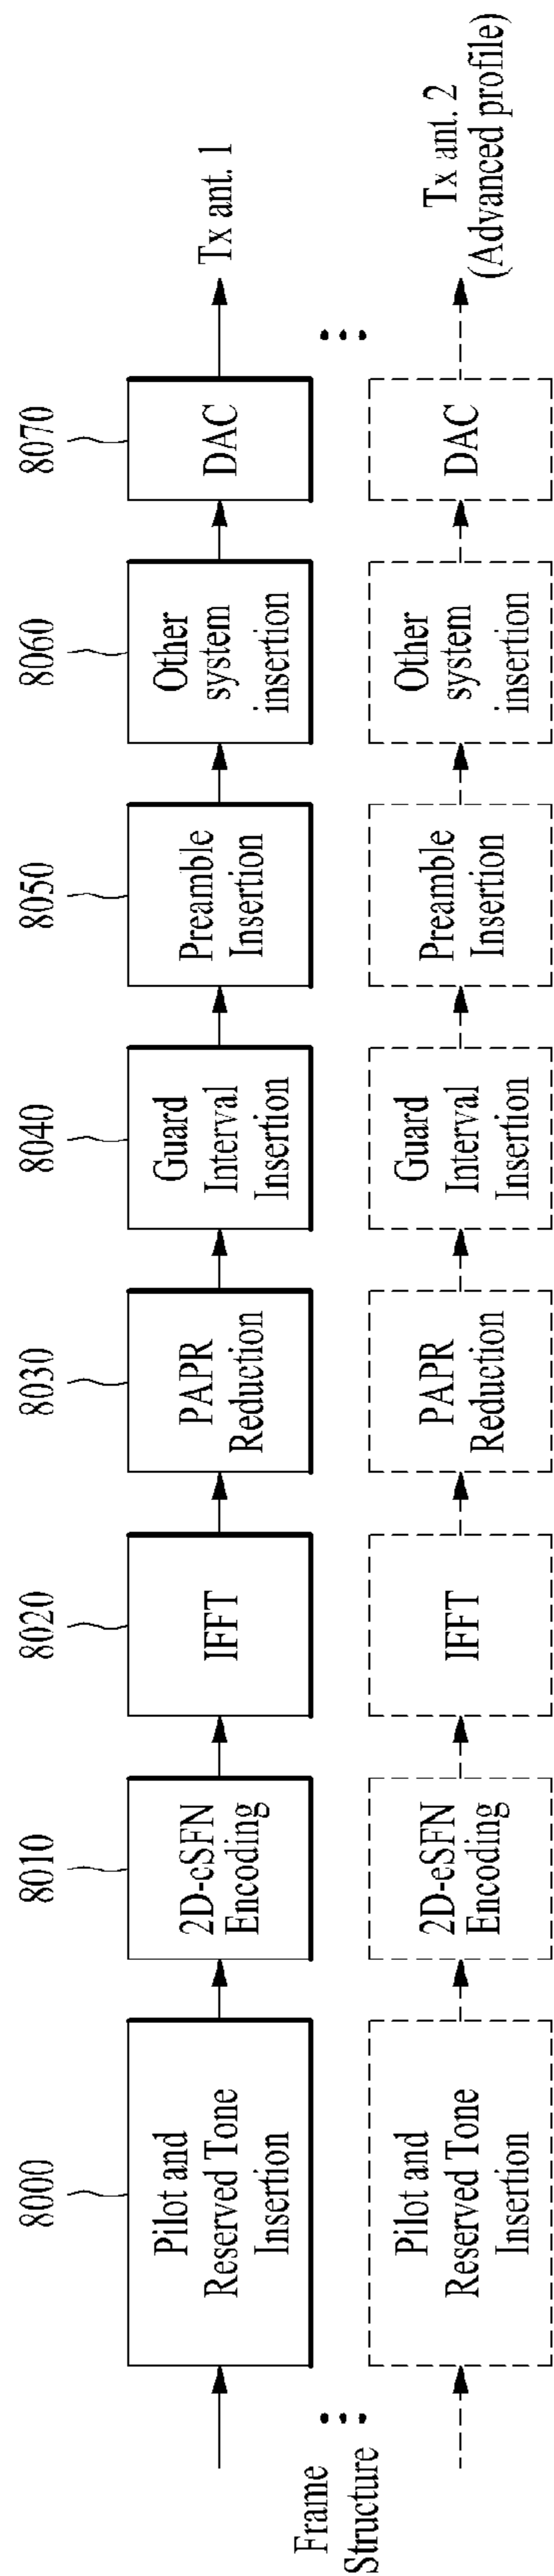 8000
8010
8020
8030
8040
8050
8060
8070
Frame
Structure
Pilot and
Reserved Tone
Insertion
2D-eSFN
Encoding
IFFT
PAPR
Reduction
Guard
Interval
Insertion
Preamble
Insertion
Other
system
insertion
DAC
Tx ant. 1
Pilot and
Reserved Tone
Insertion
2D-eSFN
Encoding
IFFT
PAPR
Reduction
Guard
Interval
Insertion
Preamble
Insertion
Other
system
insertion
DAC
Tx ant. 2
(Advanced profile)